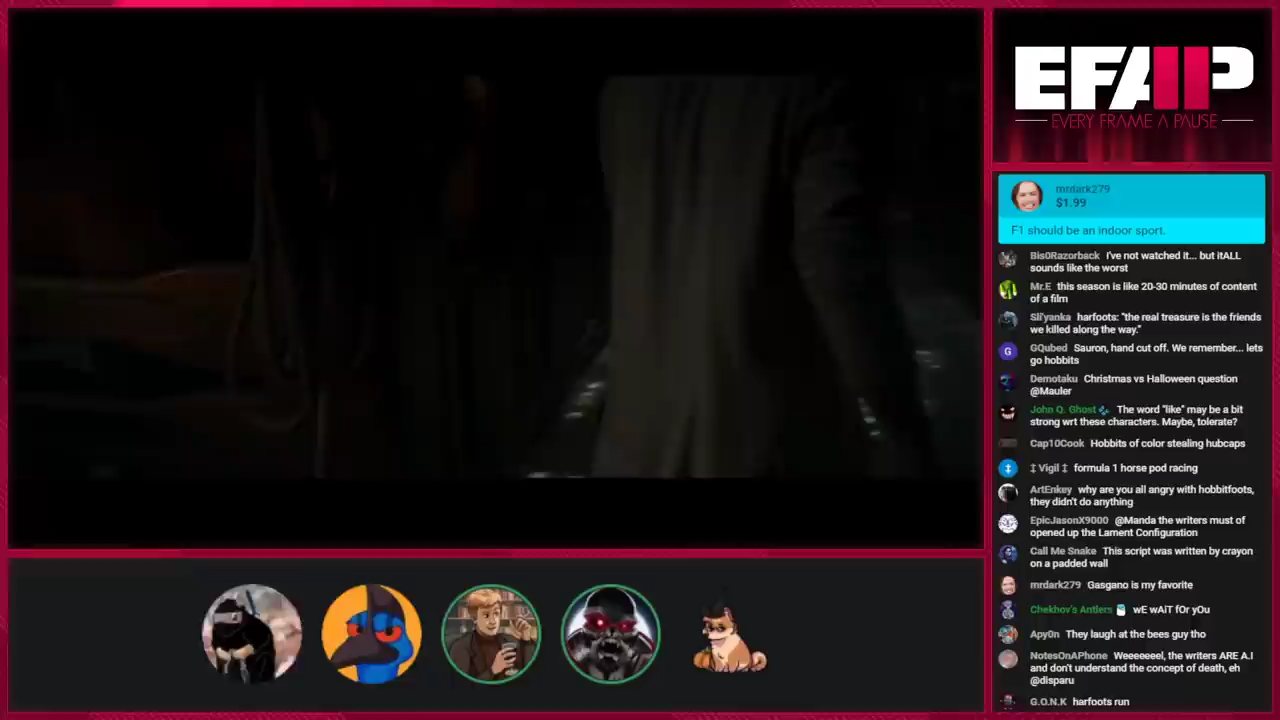 EFAP
EVERY FRAME A PAUSE
mrdark279
$1.99
F1 should be an indoor sport.
Bis0Razorback I've not watched it... but itALL
sounds like the worst
Mr.E this season is like 20-30 minutes of content
of a film
Sil'yanka harfoots: "the real treasure is the friends
we killed along the way."
G GQubed Sauron, hand cut off. We remember... lets
go hobbits
Demotaku Christmas vs Halloween question
@Mauler
John Q. Ghost The word "like" may be a bit
strong wrt these characters. Maybe, tolerate?
Cap10Cook Hobbits of color stealing hubcaps
‡ Vigil ‡ formula 1 horse pod racing
ArtEnkey why are you all angry with hobbitfoots,
they didn't do anything
EpicJasonX9000 @Manda the writers must of
opened up the Lament Configuration
Call Me Snake This script was written by crayon
on a padded wall
mrdark279 Gasgano is my favorite
Chekhov's Antlers wE wAIT fOr yOu
Apy0n They laugh at the bees guy tho
NotesOnAPhone Weeeeeeel, the writers ARE A.I
and don't understand the concept of death, eh
@disparu
G.O.N.K harfoots run